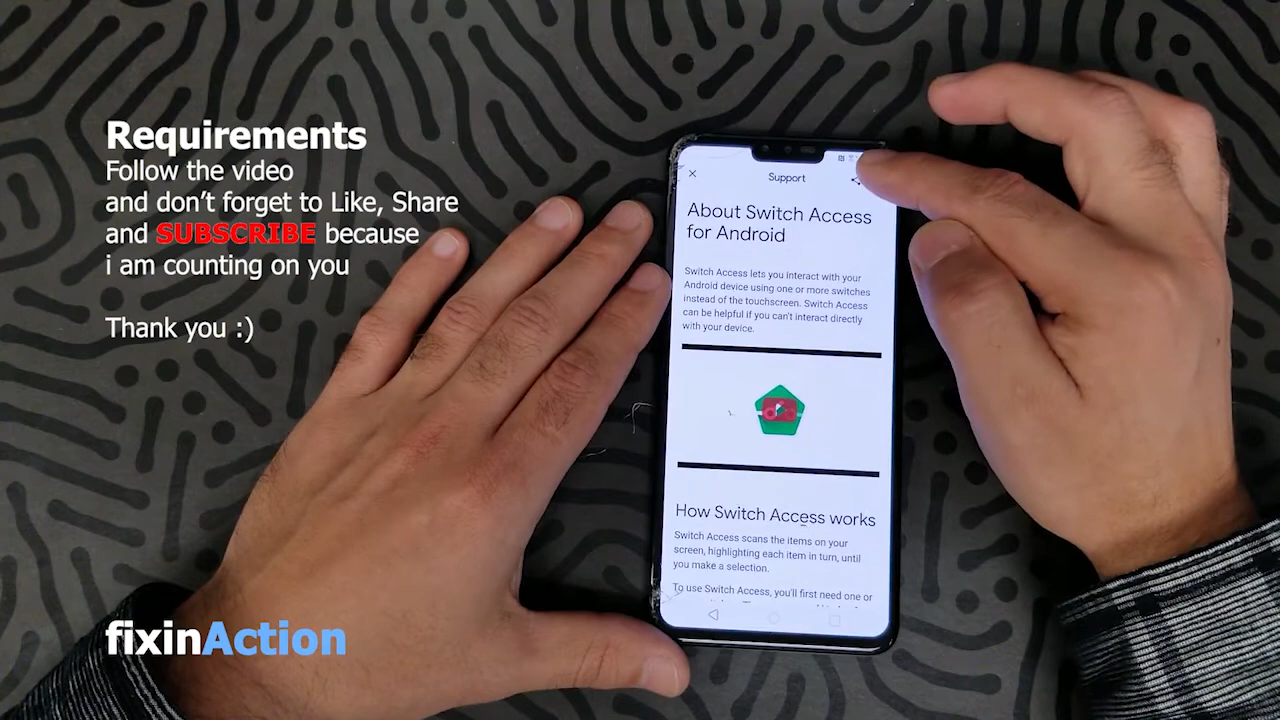 Requirements
Follow the video
and don't forget to Like, Share
and SUBSCRIBE because
i am counting on you
Thank you :)
fixinAction
Support
About Switch Access
for Android
Switch Access lets you interact with your
Android device using one or more switches
instead of the touchscreen. Switch Access
can be helpful if you can't interact directly
with your device.
How Switch Access works
Switch Access scans the items on your
screen, highlighting each item in turn, until
you make a selection.
To use Switch Access, you'll first need one or